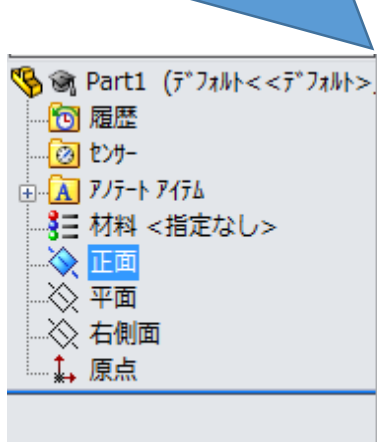 Part1 (ﾃﾞﾌｫﾙﾄ<<ﾃﾞﾌｫﾙﾄ>
履歴
ｾﾝｻｰ
A ｱﾉﾃｰﾄ ｱｲﾃﾑ
材料 <指定なし>
正面
平面
右側面
原点